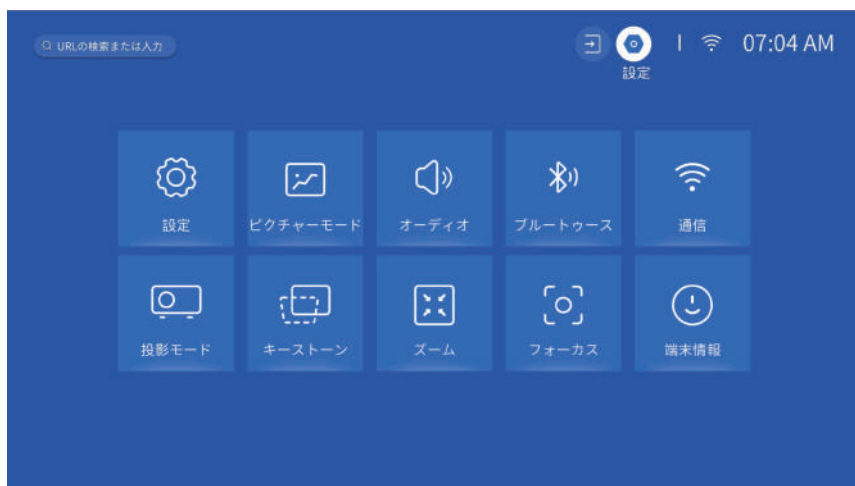 URLの検索または入力
07:04 AM
設定
設定
ピクチャーモード
オーディオ
ブルートゥース
通信
投影モード
キーストーン
ズーム
フォーカス
端末情報